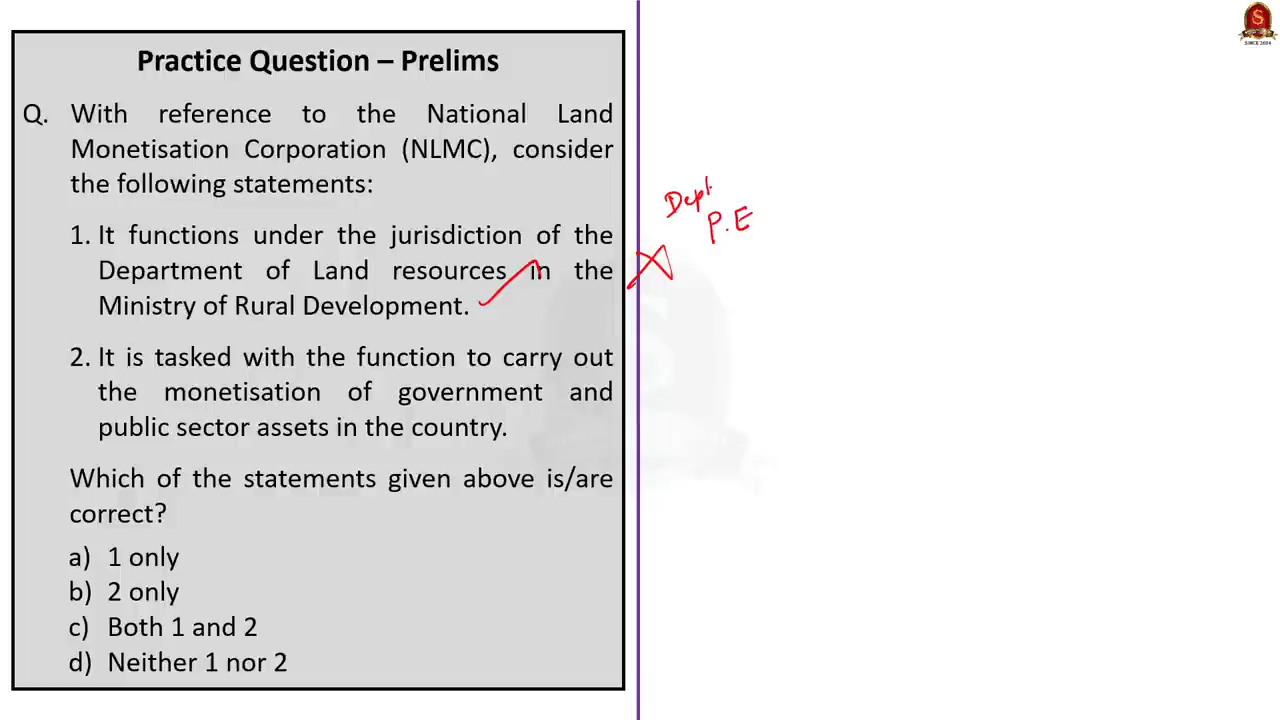 Practice Question – Prelims
Q. With reference to the National Land
Monetisation Corporation (NLMC), consider
the following statements:
1. It functions under the jurisdiction of the
Department of Land resources in the
Ministry of Rural Development.
2. It is tasked with the function to carry out
the monetisation of government and
public sector assets in the country.
Which of the statements given above is/are
correct?
a) 1 only
b) 2 only
c) Both 1 and 2
d) Neither 1 nor 2
Dept.
P.E
S
SINCE 2004